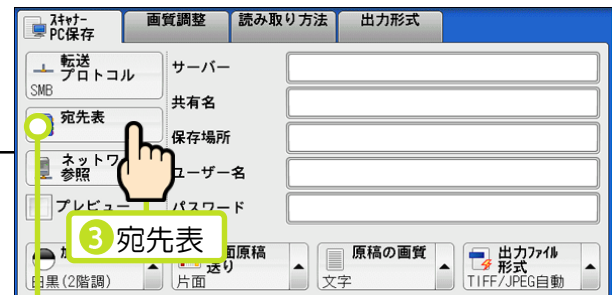 スキャナー
PC保存
画質調整
読み取り方法
出力形式
転送
プロトコル
SMB
サーバー
共有名
宛先表
保存場所
ネットワ
参照
ユーザー名
プレビュー
パスワード
3 宛先表
面原稿
送り
片面
原稿の画質
文字
出力ファイル
形式
TIFF/JPEG自動
白黒(2階調)